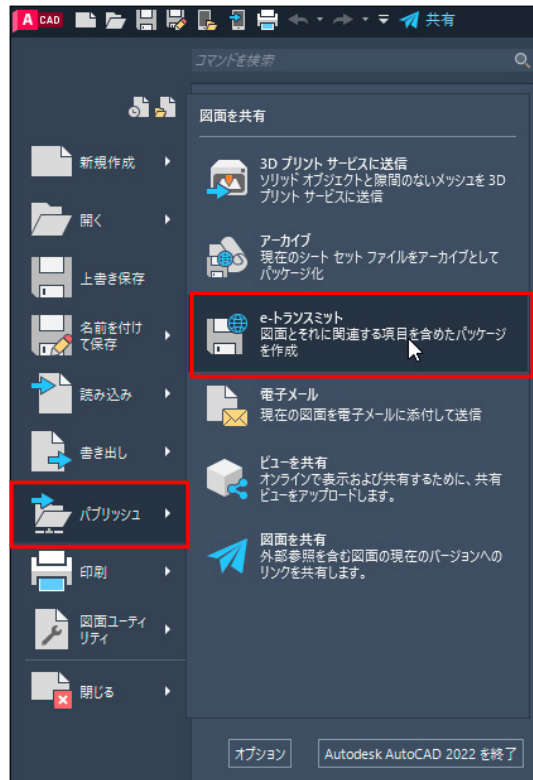 A CAD
共有
コマンドを検索
図面を共有
新規作成
開く
上書き保存
名前を付け
て保存
読み込み
書き出し
パブリッシュ
印刷
図面ユーティ
リティ
閉じる
3D プリント サービスに送信
ソリッド オブジェクトと隙間のないメッシュを 3D
プリント サービスに送信
アーカイブ
現在のシート セット ファイルをアーカイブとして
パッケージ化
e-トランスミット
図面とそれに関連する項目を含めたパッケージ
を作成
電子メール
現在の図面を電子メールに添付して送信
ビューを共有
オンラインで表示および共有するために、共有
ビューをアップロードします。
図面を共有
外部参照を含む図面の現在のバージョンへの
リンクを共有します。
オプション
Autodesk AutoCAD 2022 を終了